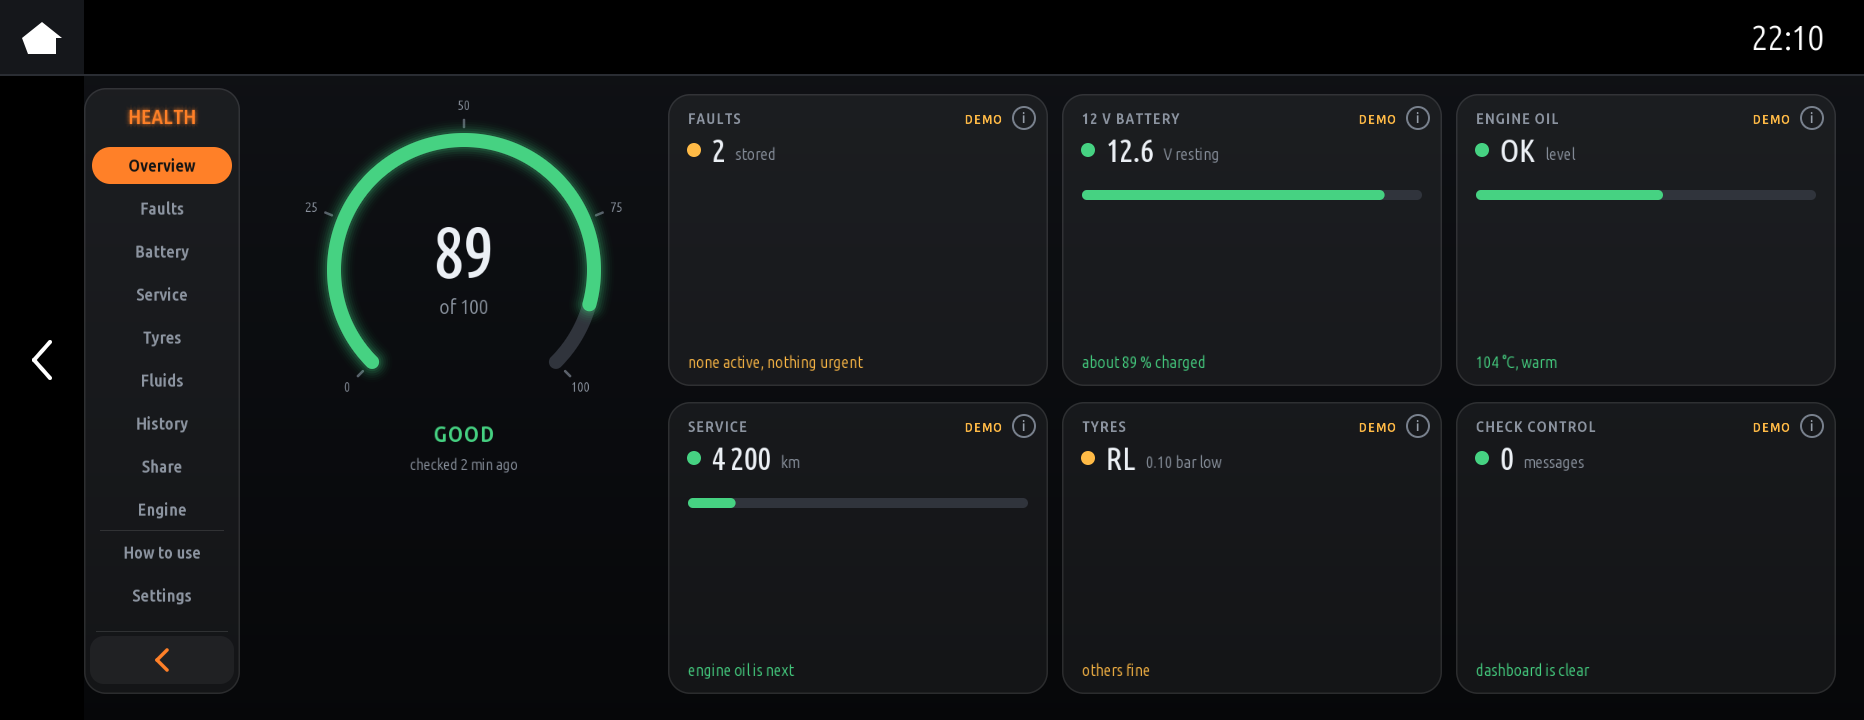 22:10
HEALTH
Overview
Faults
Battery
Service
Tyres
Fluids
History
Share
Engine
How to use
Settings
50
25
75
89
of 100
0
100
GOOD
checked 2 min ago
FAULTS DEMO i
2 stored
none active, nothing urgent
12 V BATTERY DEMO i
12.6 V resting
about 89 % charged
ENGINE OIL DEMO i
OK level
104 °C, warm
SERVICE DEMO i
4 200 km
engine oil is next
TYRES DEMO i
RL 0.10 bar low
others fine
CHECK CONTROL DEMO i
0 messages
dashboard is clear